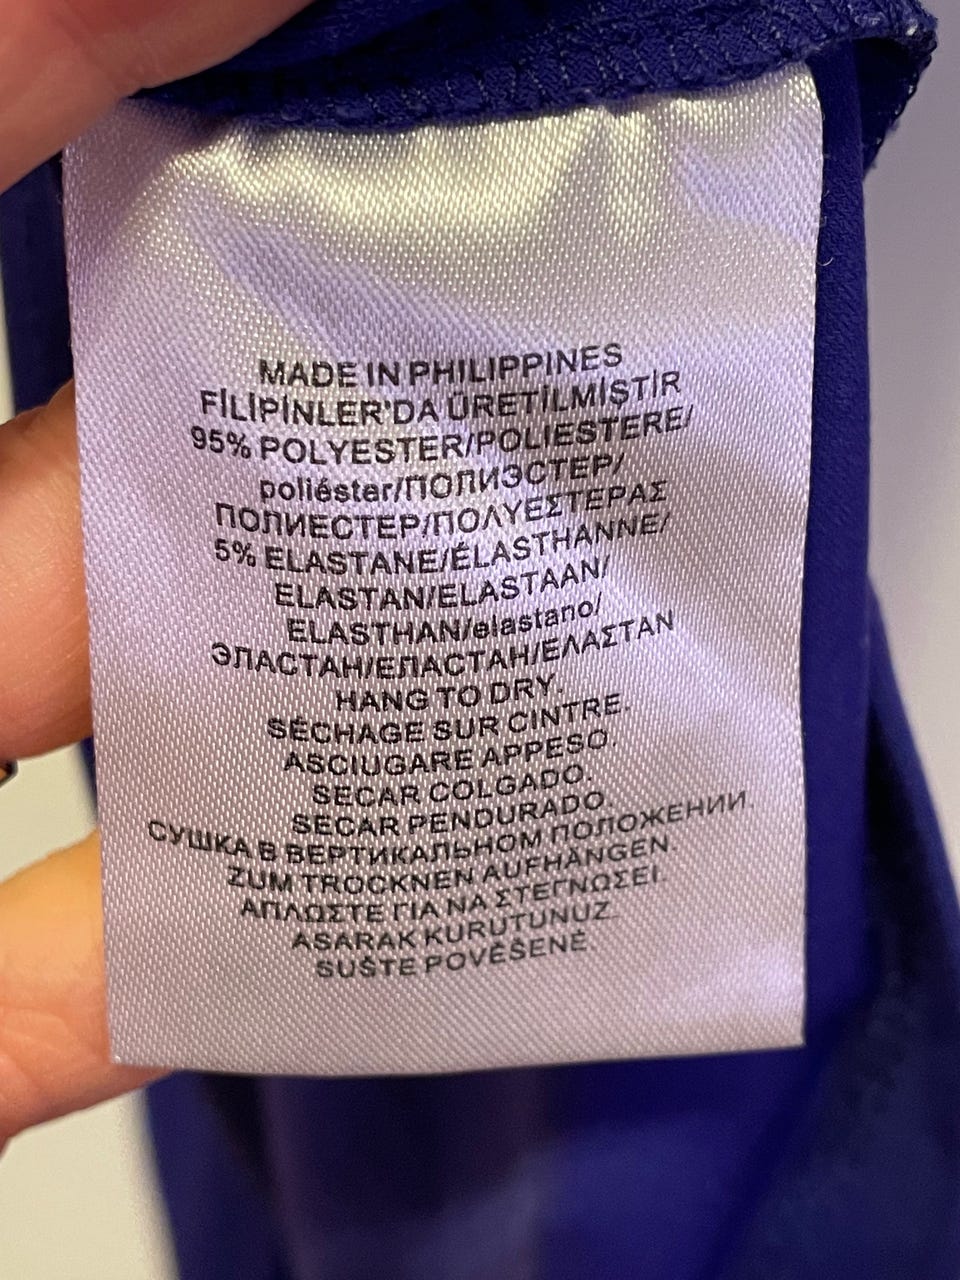 MADE IN PHILIPPINES
FİLİPİNLER'DA ÜRETİLMİŞTİR
95% POLYESTER/POLIESTERE/
poliéster/ПОЛИЭСТЕР/
ПОЛИЕСТЕР/ΠΟΛΥΕΣΤΕΡΑΣ
5% ELASTANE/ÉLASTHANNE/
ELASTAN/ELASTAAN/
ELASTHAN/elastano/
ЭЛАСТАН/ЕЛАСТАН/ΕΛΑΣΤΑΝ
HANG TO DRY.
SÉCHAGE SUR CINTRE.
ASCIUGARE APPESO.
SECAR COLGADO.
SECAR PENDURADO.
СУШКА В ВЕРТИКАЛЬНОМ ПОЛОЖЕНИИ.
ZUM TROCKNEN AUFHÄNGEN.
ΑΠΛΩΣΤΕ ΓΙΑ ΝΑ ΣΤΕΓΝΩΣΕΙ.
ASARAK KURUTUNUZ.
SUŠTE POVĚŠENÉ